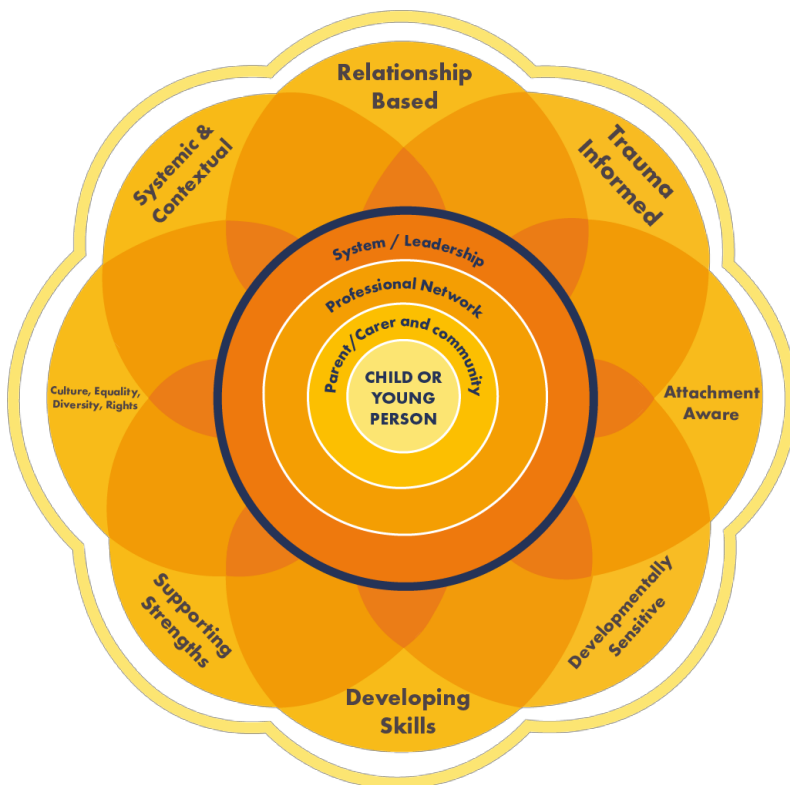 Relationship
Based
Trauma
Informed
Attachment
Aware
Developmentally
Sensitive
Developing
Skills
Supporting
Strengths
Culture, Equality,
Diversity, Rights
Systemic &
Contextual
System / Leadership
Professional Network
Parent/Carer and community
CHILD OR
YOUNG
PERSON